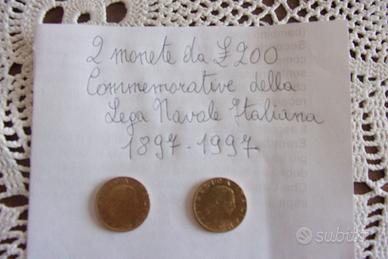 2 monete da £200
Commemorative della
Lega Navale Italiana
1897-1997
subito